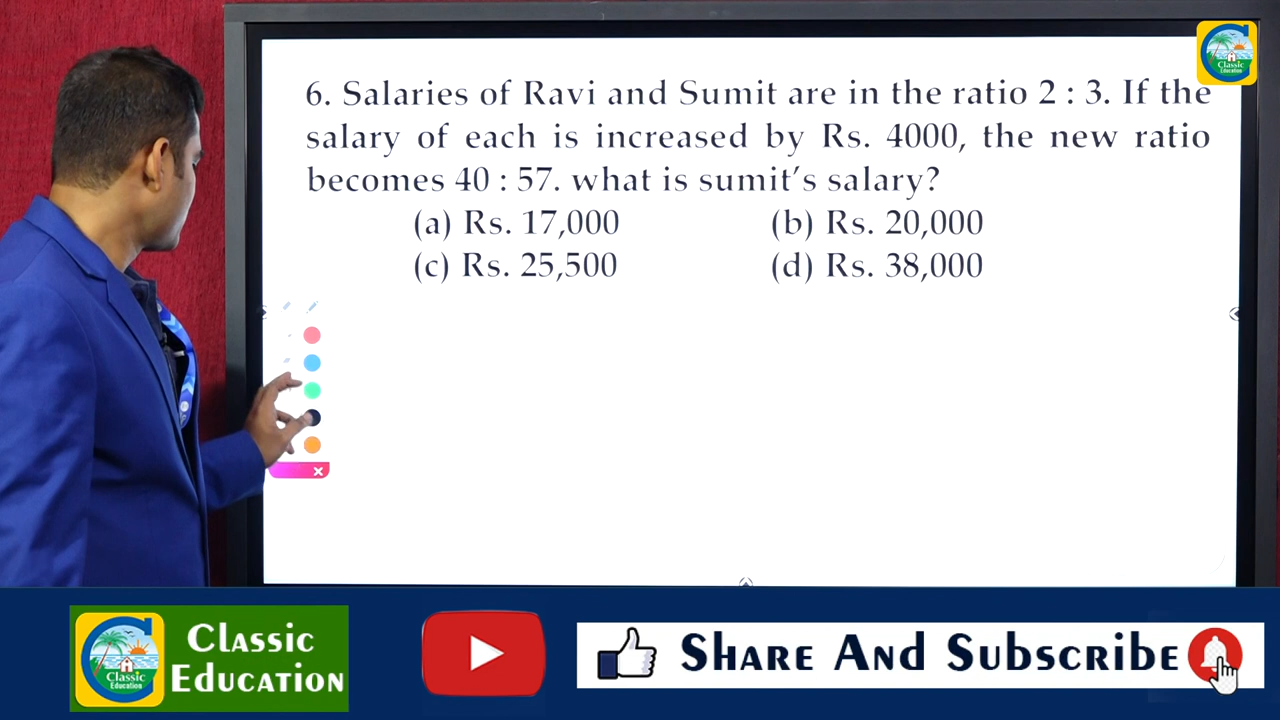 6. Salaries of Ravi and Sumit are in the ratio 2 : 3. If the
salary of each is increased by Rs. 4000, the new ratio
becomes 40 : 57. what is sumit's salary?
(a) Rs. 17,000 (b) Rs. 20,000
(c) Rs. 25,500 (d) Rs. 38,000
Classic
Education
Classic
Education
Classic
Education
Share And Subscribe